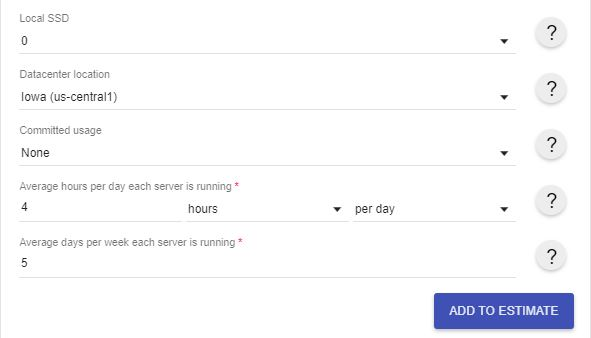 Local SSD
0
?
Datacenter location
Iowa (us-central1)
?
Committed usage
None
?
Average hours per day each server is running *
4 hours per day
?
Average days per week each server is running *
5
?
ADD TO ESTIMATE